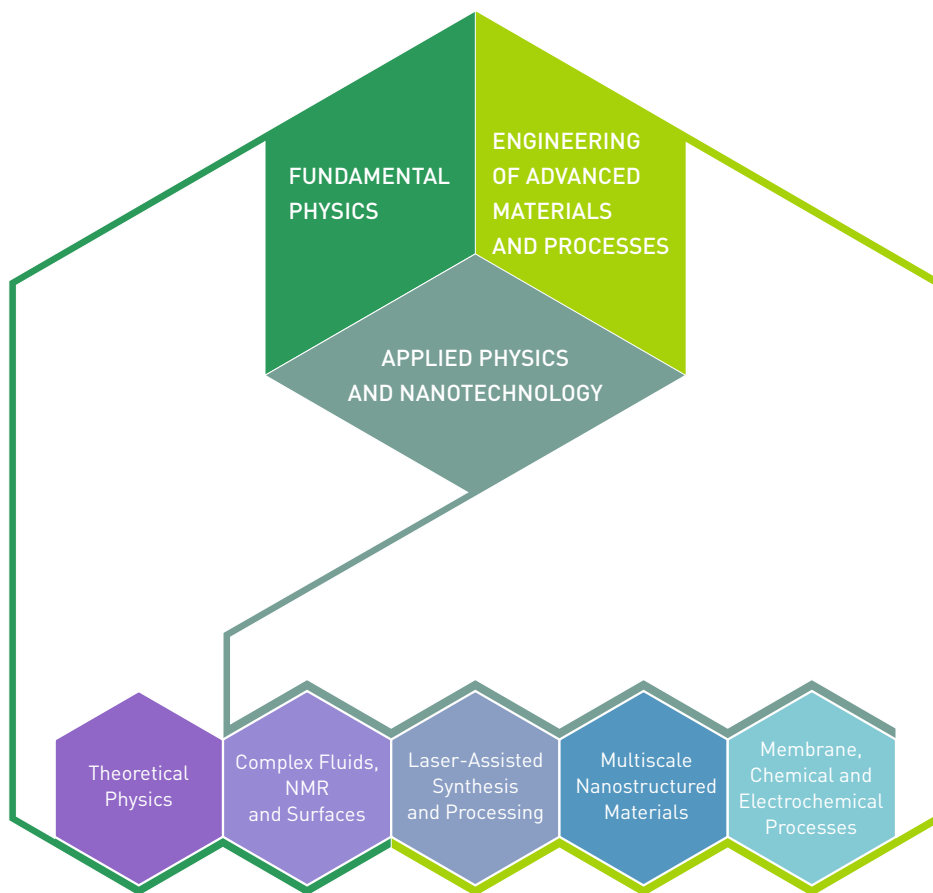 FUNDAMENTAL
PHYSICS
ENGINEERING
OF ADVANCED
MATERIALS
AND PROCESSES
APPLIED PHYSICS
AND NANOTECHNOLOGY
Theoretical
Physics
Complex Fluids,
NMR
and Surfaces
Laser-Assisted
Synthesis
and Processing
Multiscale
Nanostructured
Materials
Membrane,
Chemical and
Electrochemical
Processes